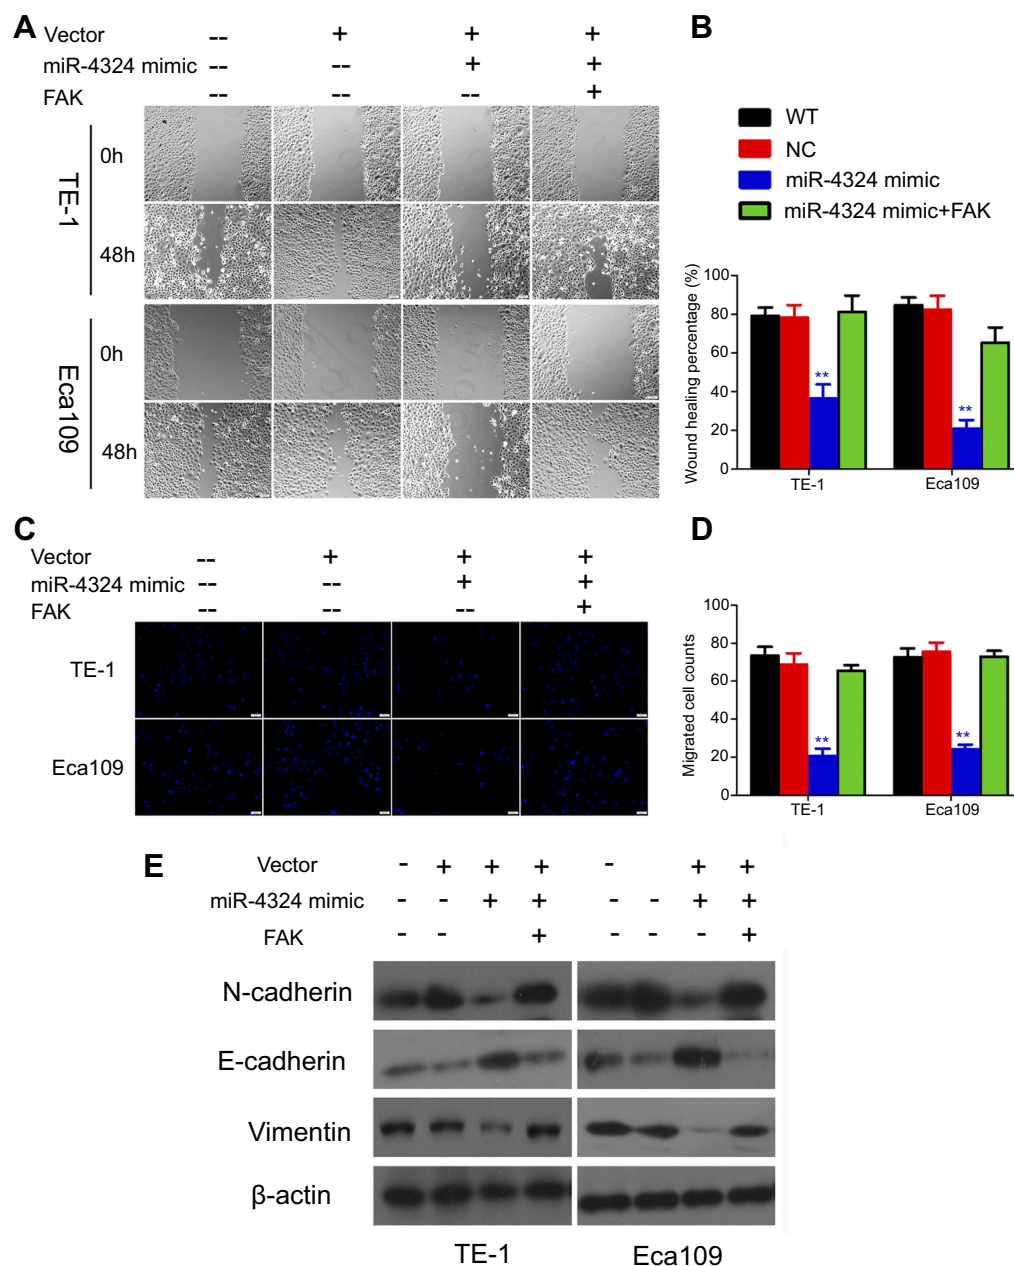 A
Vector -- + + +
miR-4324 mimic -- -- + +
FAK -- -- -- +
TE-1
0h
48h
Eca109
0h
48h
B
WT
NC
miR-4324 mimic
miR-4324 mimic+FAK
Wound healing percentage (%)
100
80
60
40
20
0
** **
TE-1 Eca109
C
Vector -- + + +
miR-4324 mimic -- -- + +
FAK -- -- -- +
TE-1
Eca109
D
Migrated cell counts
100
80
60
40
20
0
** **
TE-1 Eca109
E
Vector - + + + - + +
miR-4324 mimic - - + + - - + +
FAK - - + - - - +
N-cadherin
E-cadherin
Vimentin
β-actin
TE-1 Eca109